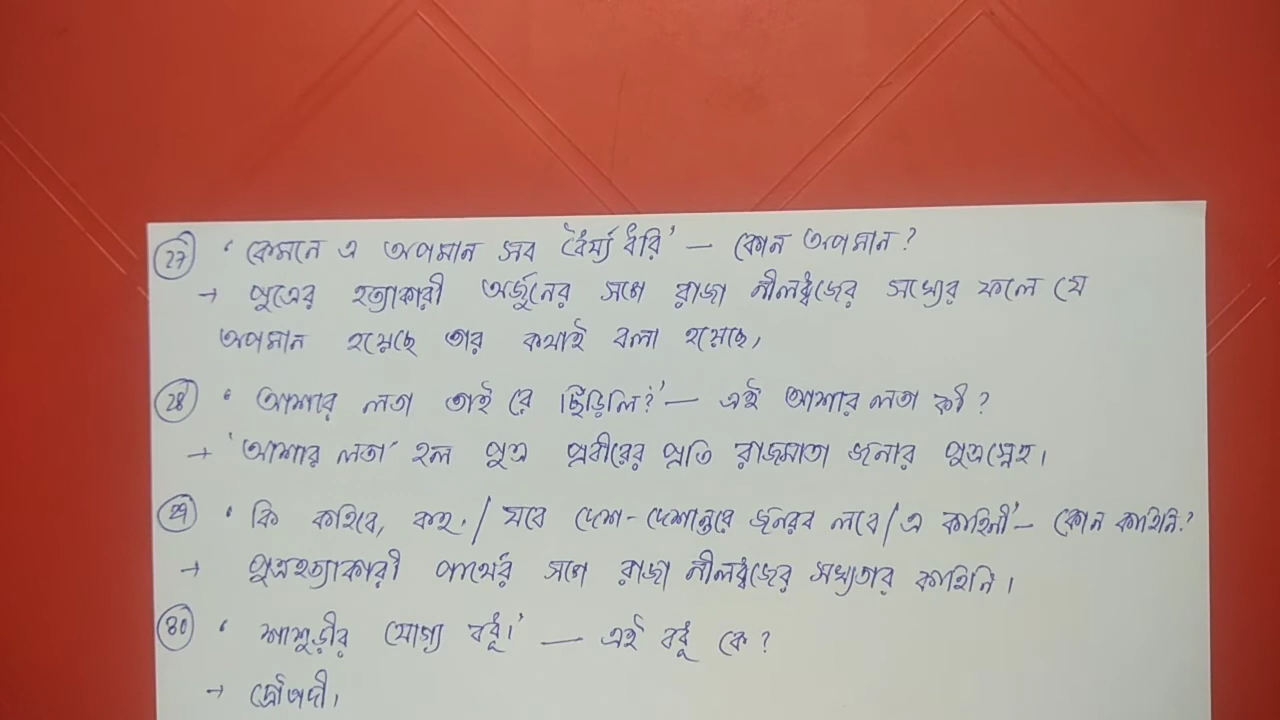 27 'কেমনে এ অপমান সব ধৈর্য্য ধরি' — কোন অপমান?
→ পুত্রের হত্যাকারী অর্জুনের সঙ্গে রাজা নীলধ্বজের সখ্যের ফলে যে
অপমান হয়েছে তার কথাই বলা হয়েছে,
28 'আশার লতা তাই রে ছিঁড়িলি?' — এই আশার লতা কী?
→ 'আশার লতা' হল পুত্র প্রবীরের প্রতি রাজমাতা জনার পুত্রস্নেহ।
29 'কি কহিবে, কহ,/ যবে দেশ-দেশান্তরে জনরব লবে/ এ কাহিনী' — কোন কাহিনি?
→ পুত্রহত্যাকারী পার্থের সঙ্গে রাজা নীলধ্বজের সখ্যতার কাহিনি।
30 'শাশুড়ীর যোগ্য বধূ।' — এই বধূ কে?
→ দ্রৌপদী,